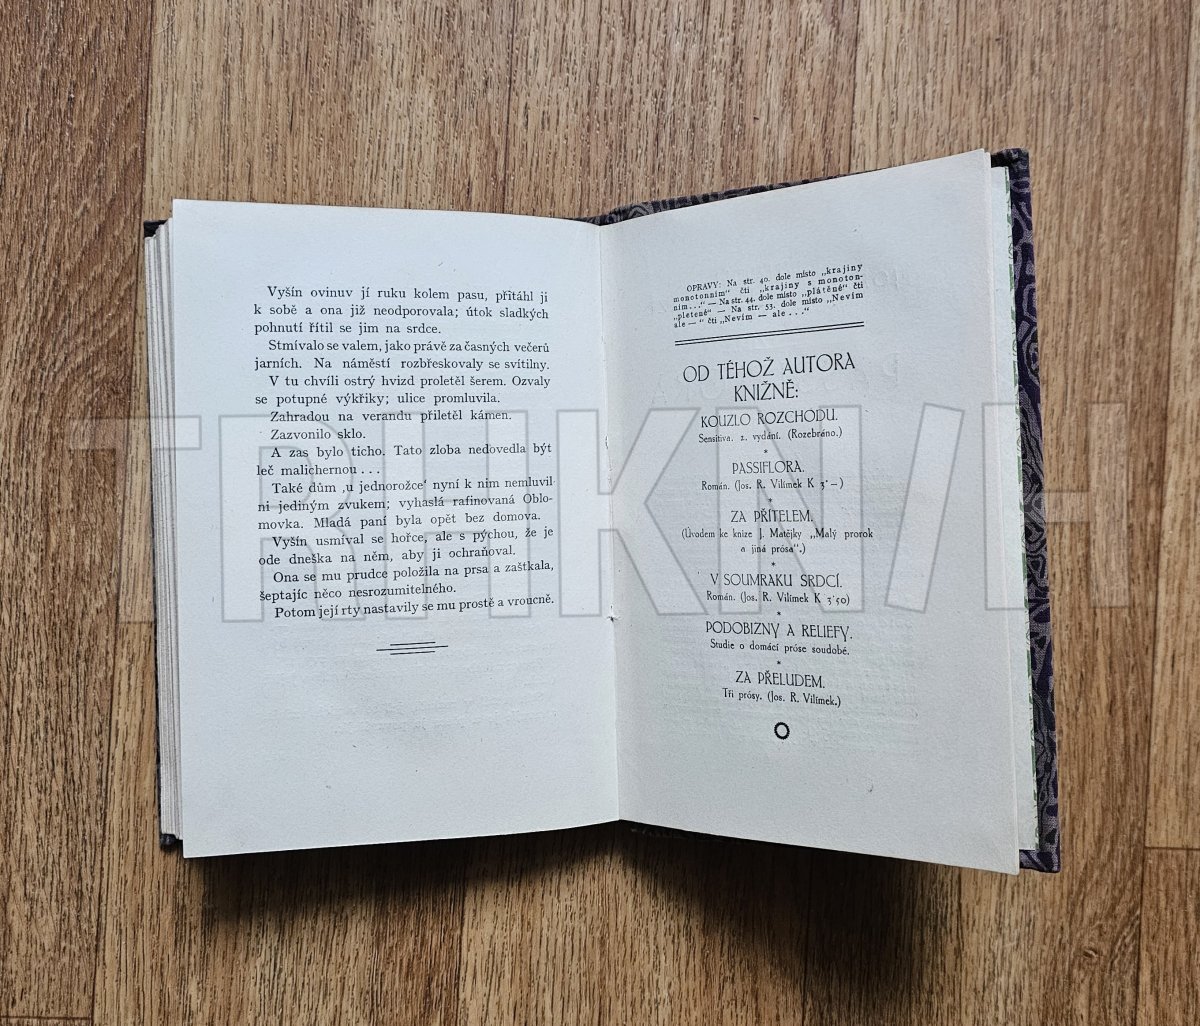 Vyšín ovinuv jí ruku kolem pasu, přitáhl ji
k sobě a ona již neodporovala; útok sladkých
pohnutí řítil se jim na srdce.
Stmívalo se valem, jako právě za časných večerů
jarních. Na náměstí rozbřeskovaly se svítilny.
V tu chvíli ostrý hvizd proletěl šerem. Ozvaly
se potupné výkřiky; ulice promluvila.
Zahradou na verandu přiletěl kámen.
Zazvonilo sklo.
A zas bylo ticho. Tato zloba nedovedla být
leč malichernou . . .
Také dům ‚u jednorožce‘ nyní k nim nemluvil
ni jediným zvukem; vyhaslá rafinovaná Oblo-
movka. Mladá paní byla opět bez domova.
Vyšín usmíval se hořce, ale s pýchou, že je
ode dneška na něm, aby ji ochraňoval.
Ona se mu prudce položila na prsa a zaštkala,
šeptajíc něco nesrozumitelného.
Potom její rty nastavily se mu prostě a vroucně.
OPRAVY: Na str. 40. dole místo „krajiny
monotonním“ čti „krajiny s monoton-
ním...“ — Na str. 44. dole místo „plátěné“ čti
„pletené“ — Na str. 53. dole místo „Nevím
ale — “ čti „Nevím — ale . . .“
OD TÉHOŽ AUTORA
KNIŽNĚ:
KOUZLO ROZCHODU.
Sensitiva. 2. vydání. (Rozebráno.)
*
PASSIFLORA.
Román. (Jos. R. Vilímek K 3·–)
*
ZA PŘÍTELEM.
(Úvodem ke knize J. Matějky „Malý prorok
a jiná prósa“.)
*
V SOUMRAKU SRDCÍ.
Román. (Jos. R. Vilímek K 3·50)
*
PODOBIZNY A RELIEFY.
Studie o domácí próse soudobé.
*
ZA PŘELUDEM.
Tři prósy. (Jos. R. Vilímek.)
TRHKNIH